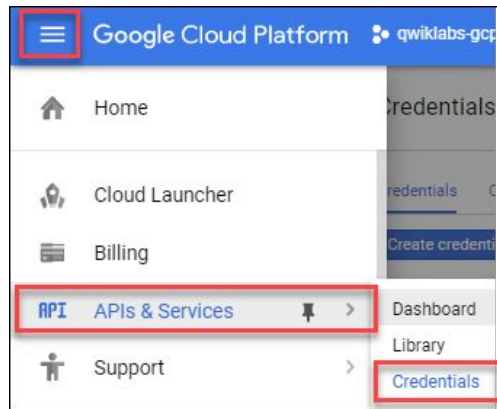 Google Cloud Platform qwiklabs-gcp
Home
Credentials
Cloud Launcher
Credentials
Billing
Create credenti
API APIs & Services
Dashboard
Library
Support
Credentials